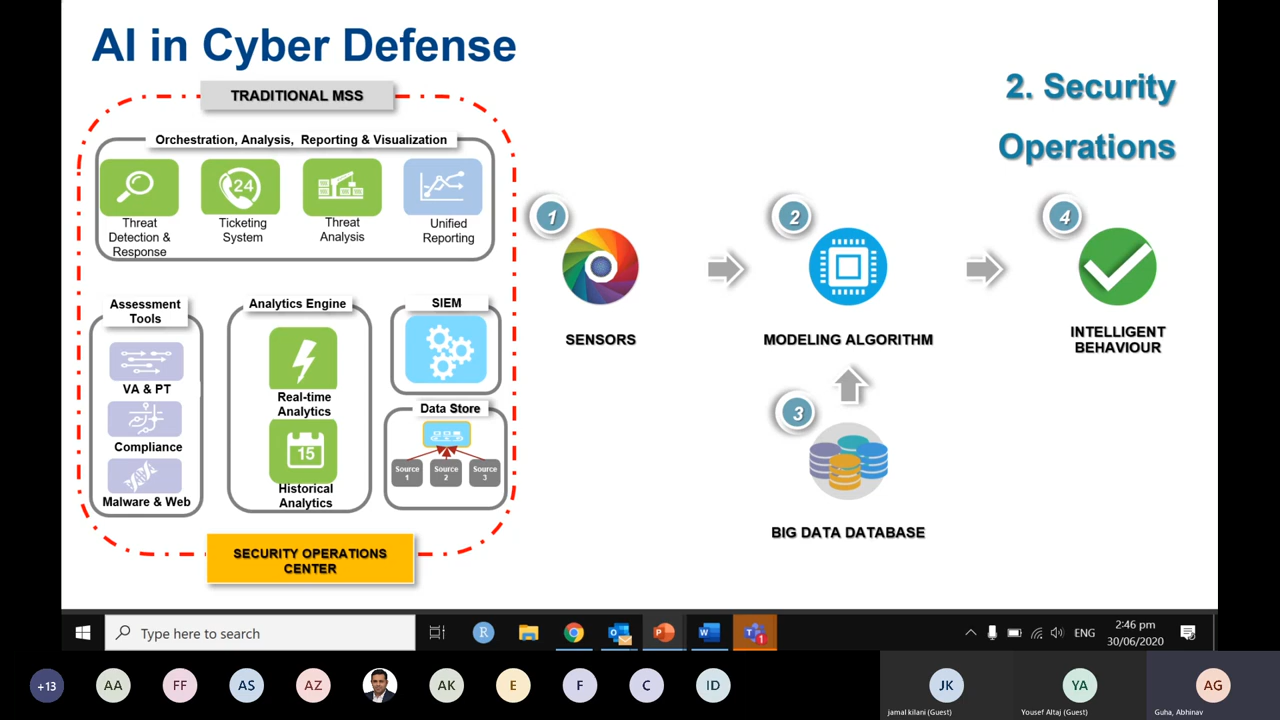 AI in Cyber Defense
TRADITIONAL MSS
2. Security
Operations
Orchestration, Analysis, Reporting & Visualization
24
Threat
Detection &
Response
Ticketing
System
Threat
Analysis
Unified
Reporting
Assessment
Tools
VA & PT
Compliance
Malware & Web
Analytics Engine
Real-time
Analytics
15
Historical
Analytics
SIEM
Data Store
Source
1
Source
2
Source
3
SECURITY OPERATIONS
CENTER
1
SENSORS
2
MODELING ALGORITHM
3
BIG DATA DATABASE
4
INTELLIGENT
BEHAVIOUR
Type here to search
R
1
ENG
2:46 pm
30/06/2020
+13
AA
FF
AS
AZ
AK
E
F
C
ID
JK
jamal kilani (Guest)
YA
Yousef Altaj (Guest)
AG
Guha, Abhinav